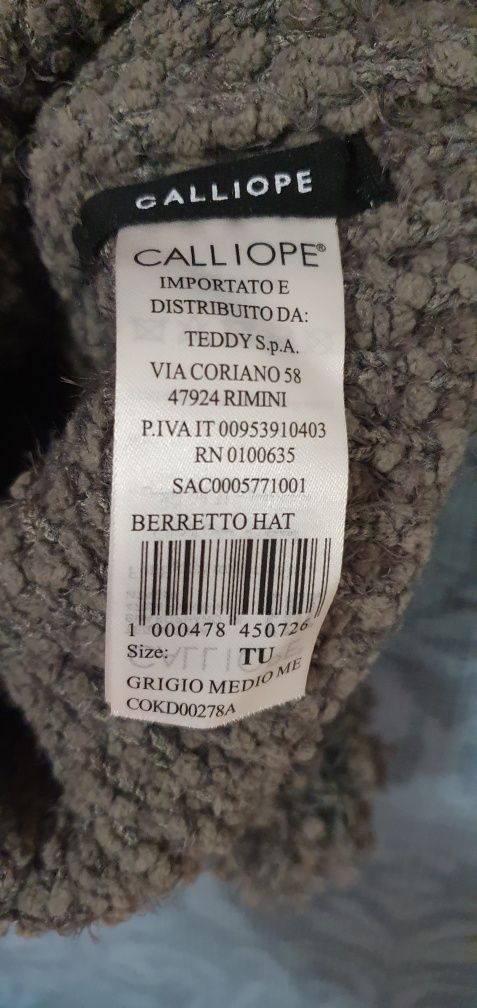 CALLIOPE
CALLIOPE®
IMPORTATO E
DISTRIBUITO DA:
TEDDY S.p.A.
VIA CORIANO 58
47924 RIMINI
P.IVA IT 00953910403
RN 0100635
SAC0005771001
BERRETTO HAT
1 000478 450726
Size: TU
GRIGIO MEDIO ME
COKD00278A